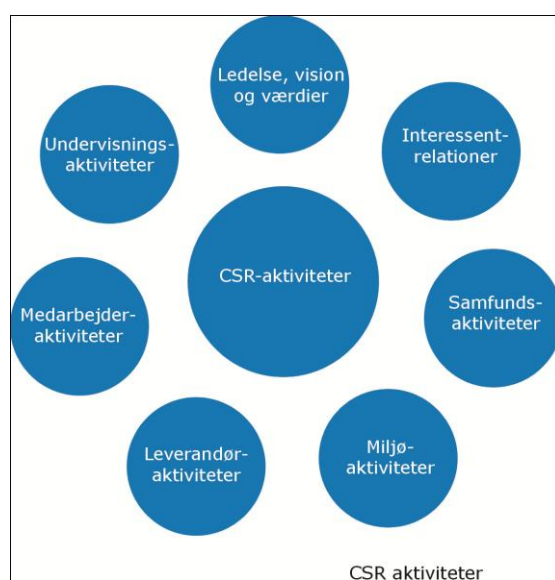 Ledelse, vision
og værdier
Undervisnings-
aktiviteter
Interessent-
relationer
CSR-aktiviteter
Medarbejder-
aktiviteter
Samfunds-
aktiviteter
Leverandør-
aktiviteter
Miljø-
aktiviteter
CSR aktiviteter